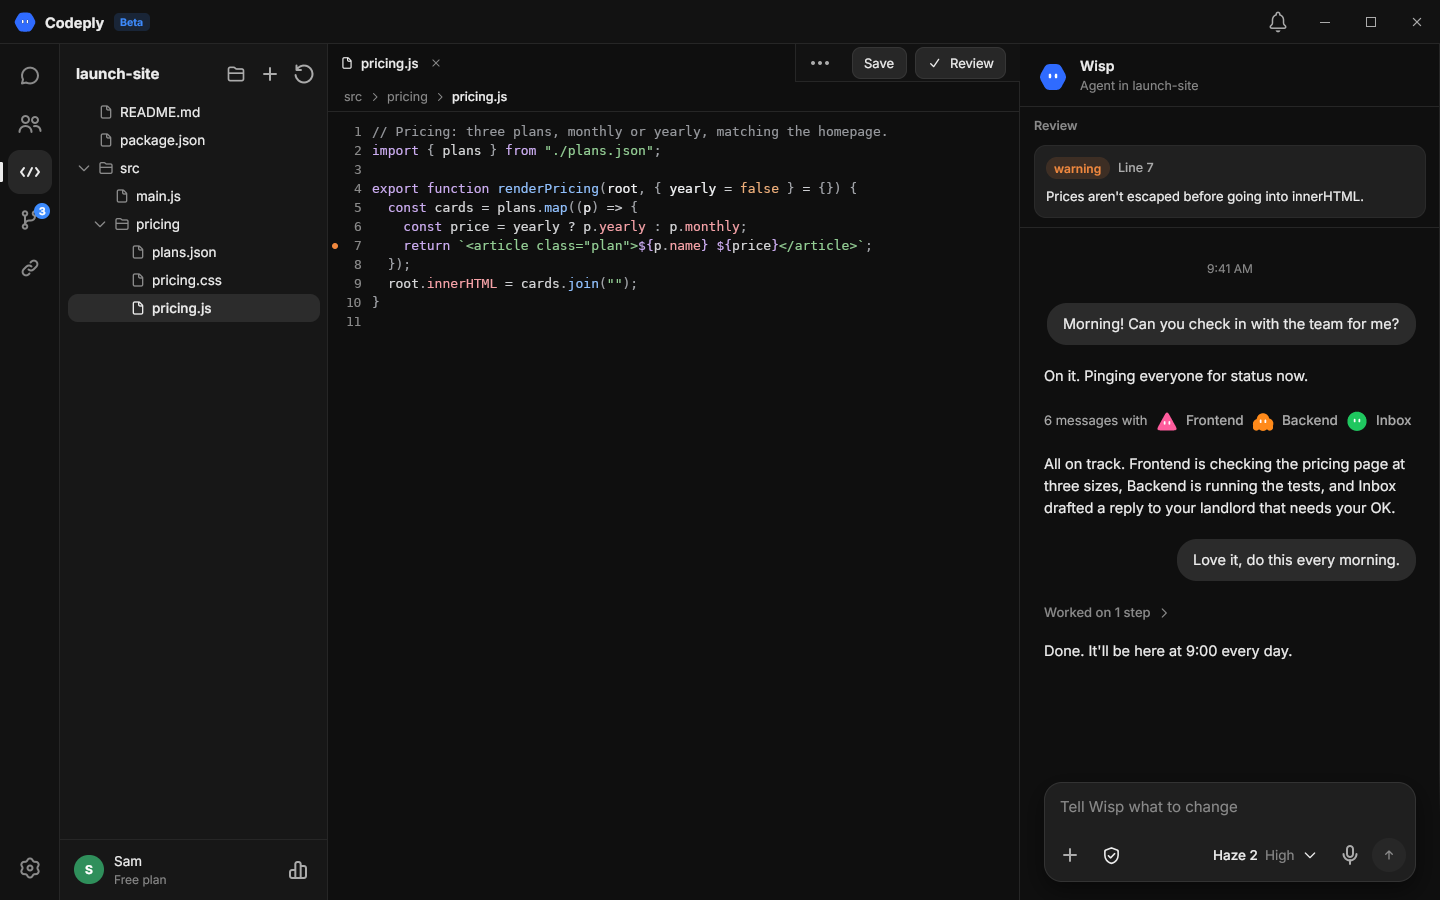 Codeply Beta
launch-site
README.md
package.json
src
main.js
pricing
plans.json
pricing.css
pricing.js
3
S
Sam
Free plan
pricing.js
Save
Review
src > pricing > pricing.js
1 // Pricing: three plans, monthly or yearly, matching the homepage.
2 import { plans } from "./plans.json";
3
4 export function renderPricing(root, { yearly = false } = {}) {
5   const cards = plans.map((p) => {
6     const price = yearly ? p.yearly : p.monthly;
7     return `<article class="plan">${p.name} ${price}</article>`;
8   });
9   root.innerHTML = cards.join("");
10 }
11
Wisp
Agent in launch-site
Review
warning Line 7
Prices aren't escaped before going into innerHTML.
9:41 AM
Morning! Can you check in with the team for me?
On it. Pinging everyone for status now.
6 messages with Frontend Backend Inbox
All on track. Frontend is checking the pricing page at
three sizes, Backend is running the tests, and Inbox
drafted a reply to your landlord that needs your OK.
Love it, do this every morning.
Worked on 1 step >
Done. It'll be here at 9:00 every day.
Tell Wisp what to change
Haze 2 High